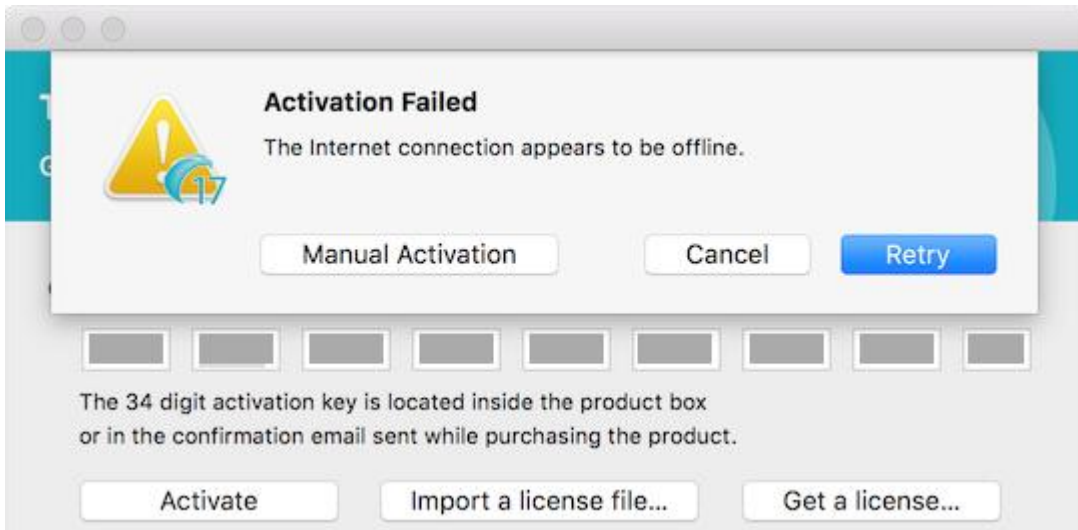 Activation Failed
The Internet connection appears to be offline.
17
Manual Activation
Cancel
Retry
The 34 digit activation key is located inside the product box
or in the confirmation email sent while purchasing the product.
Activate
Import a license file...
Get a license...